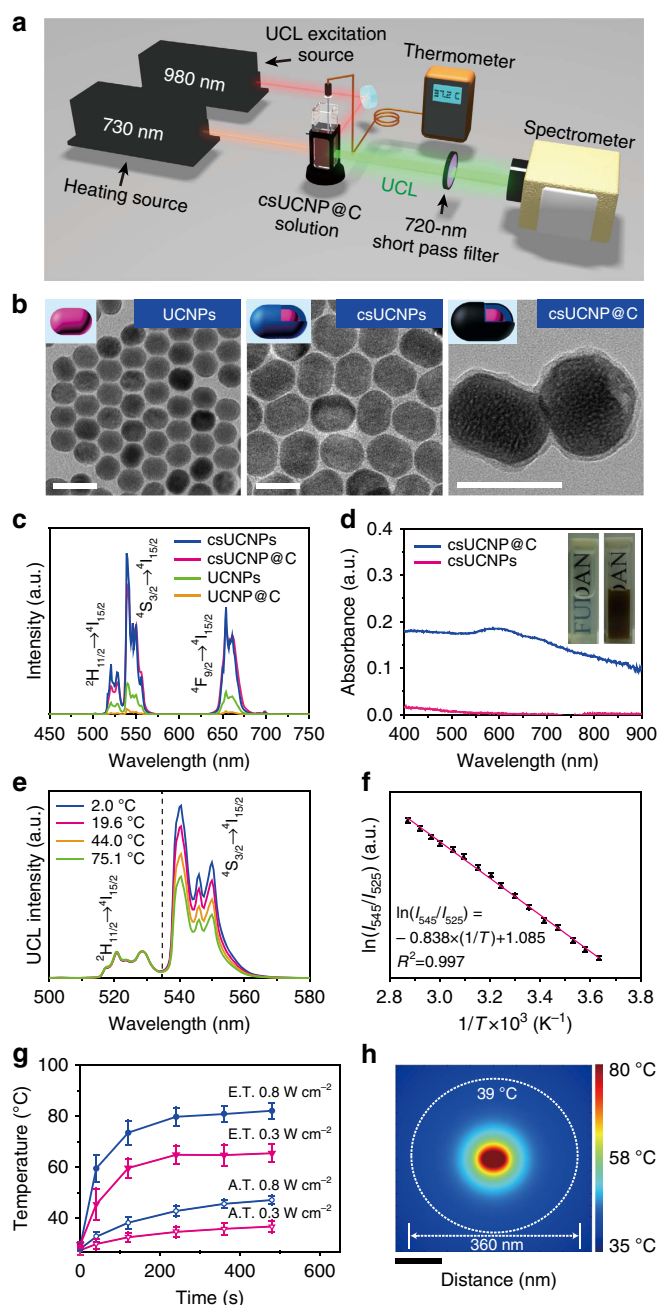 a
UCL excitation
source
980 nm
730 nm
Heating source
csUCNP@C
solution
Thermometer
37.2 C
UCL
720-nm
short pass filter
Spectrometer
b
UCNPs
csUCNPs
csUCNP@C
c
Intensity (a.u.)
²H₁₁/₂→⁴I₁₅/₂
⁴S₃/₂→⁴I₁₅/₂
⁴F₉/₂→⁴I₁₅/₂
csUCNPs
csUCNP@C
UCNPs
UCNP@C
450 500 550 600 650 700 750
Wavelength (nm)
d
Absorbance (a.u.)
0.4
0.3
0.2
0.1
0.0
csUCNP@C
csUCNPs
FUDAN
DAN
400 500 600 700 800 900
Wavelength (nm)
e
UCL intensity (a.u.)
2.0 °C
19.6 °C
44.0 °C
75.1 °C
²H₁₁/₂→⁴I₁₅/₂
⁴S₃/₂→⁴I₁₅/₂
500 520 540 560 580
Wavelength (nm)
f
ln(I₅₄₅/I₅₂₅) (a.u.)
ln(I₅₄₅/I₅₂₅) =
– 0.838×(1/T)+1.085
R²=0.997
2.8 3.0 3.2 3.4 3.6 3.8
1/T×10³ (K⁻¹)
g
Temperature (°C)
100
80
60
40
E.T. 0.8 W cm⁻²
E.T. 0.3 W cm⁻²
A.T. 0.8 W cm⁻²
A.T. 0.3 W cm⁻²
0 200 400 600
Time (s)
h
39 °C
360 nm
80 °C
58 °C
35 °C
Distance (nm)